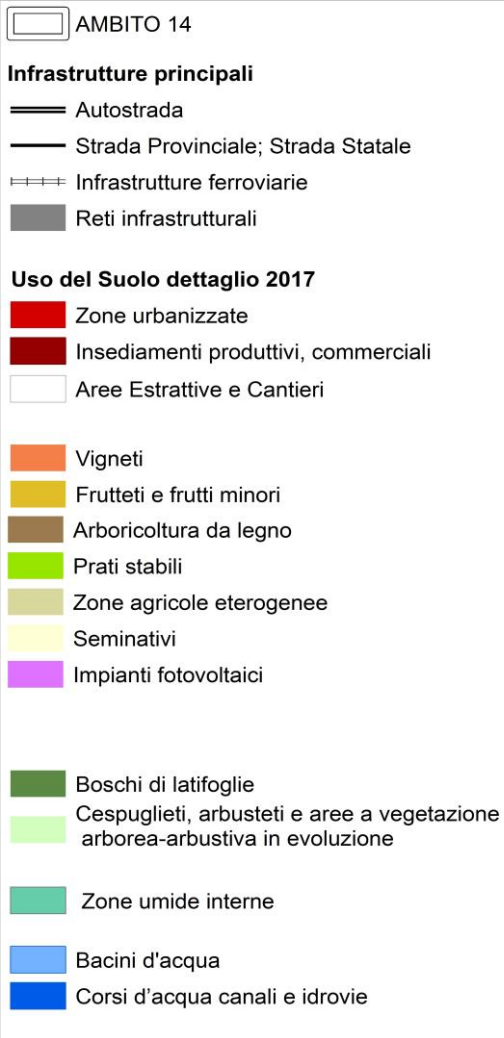 AMBITO 14
Infrastrutture principali
Autostrada
Strada Provinciale; Strada Statale
Infrastrutture ferroviarie
Reti infrastrutturali
Uso del Suolo dettaglio 2017
Zone urbanizzate
Insediamenti produttivi, commerciali
Aree Estrattive e Cantieri
Vigneti
Frutteti e frutti minori
Arboricoltura da legno
Prati stabili
Zone agricole eterogenee
Seminativi
Impianti fotovoltaici
Boschi di latifoglie
Cespuglieti, arbusteti e aree a vegetazione
arborea-arbustiva in evoluzione
Zone umide interne
Bacini d'acqua
Corsi d’acqua canali e idrovie